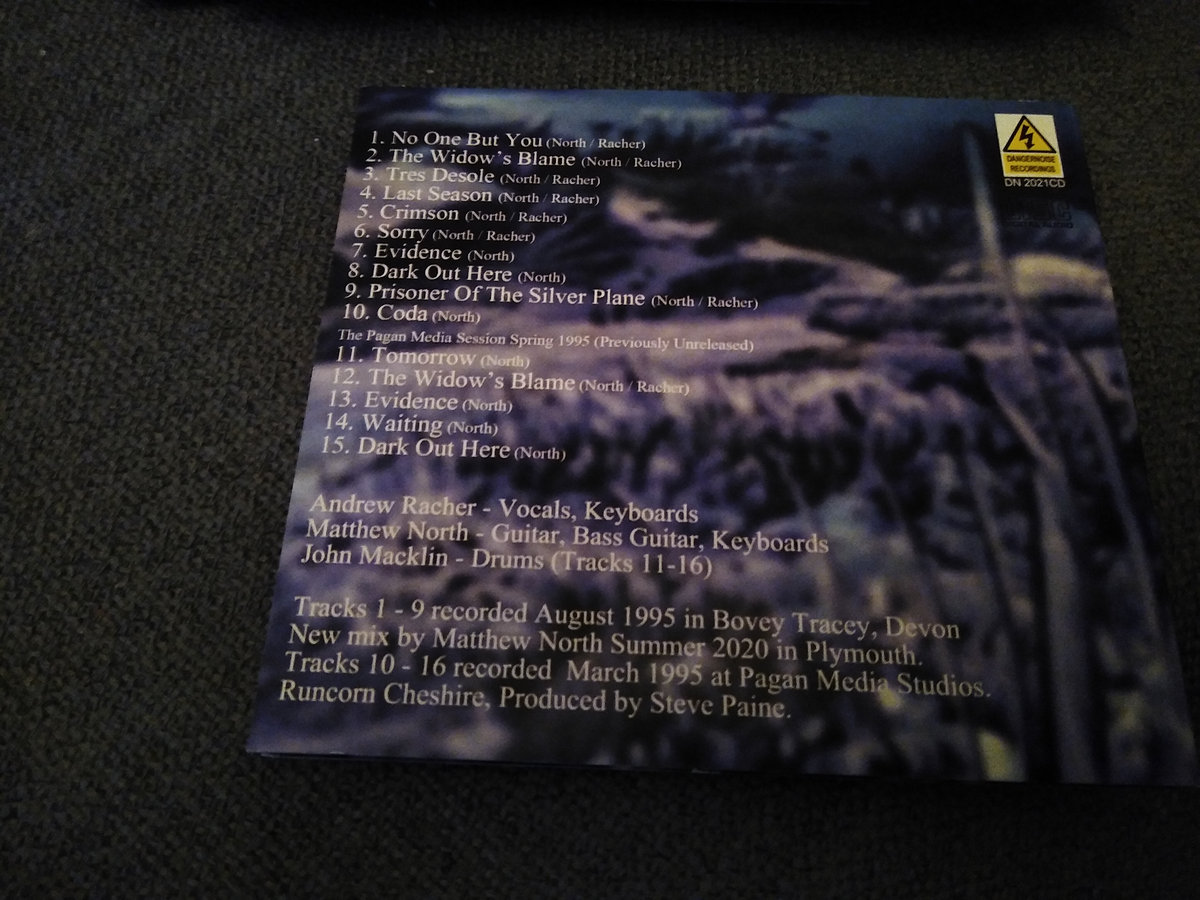 1. No One But You (North / Racher)
2. The Widow's Blame (North / Racher)
3. Tres Desole (North / Racher)
4. Last Season (North / Racher)
5. Crimson (North / Racher)
6. Sorry (North / Racher)
7. Evidence (North)
8. Dark Out Here (North)
9. Prisoner Of The Silver Plane (North / Racher)
10. Coda (North)
The Pagan Media Session Spring 1995 (Previously Unreleased)
11. Tomorrow (North)
12. The Widow's Blame (North / Racher)
13. Evidence (North)
14. Waiting (North)
15. Dark Out Here (North)
Andrew Racher - Vocals, Keyboards
Matthew North - Guitar, Bass Guitar, Keyboards
John Macklin - Drums (Tracks 11-16)
Tracks 1 - 9 recorded August 1995 in Bovey Tracey, Devon
New mix by Matthew North Summer 2020 in Plymouth.
Tracks 10 - 16 recorded March 1995 at Pagan Media Studios.
Runcorn Cheshire, Produced by Steve Paine.
DANGERNOISE
RECORDINGS
DN 2021CD
DIGITAL AUDIO